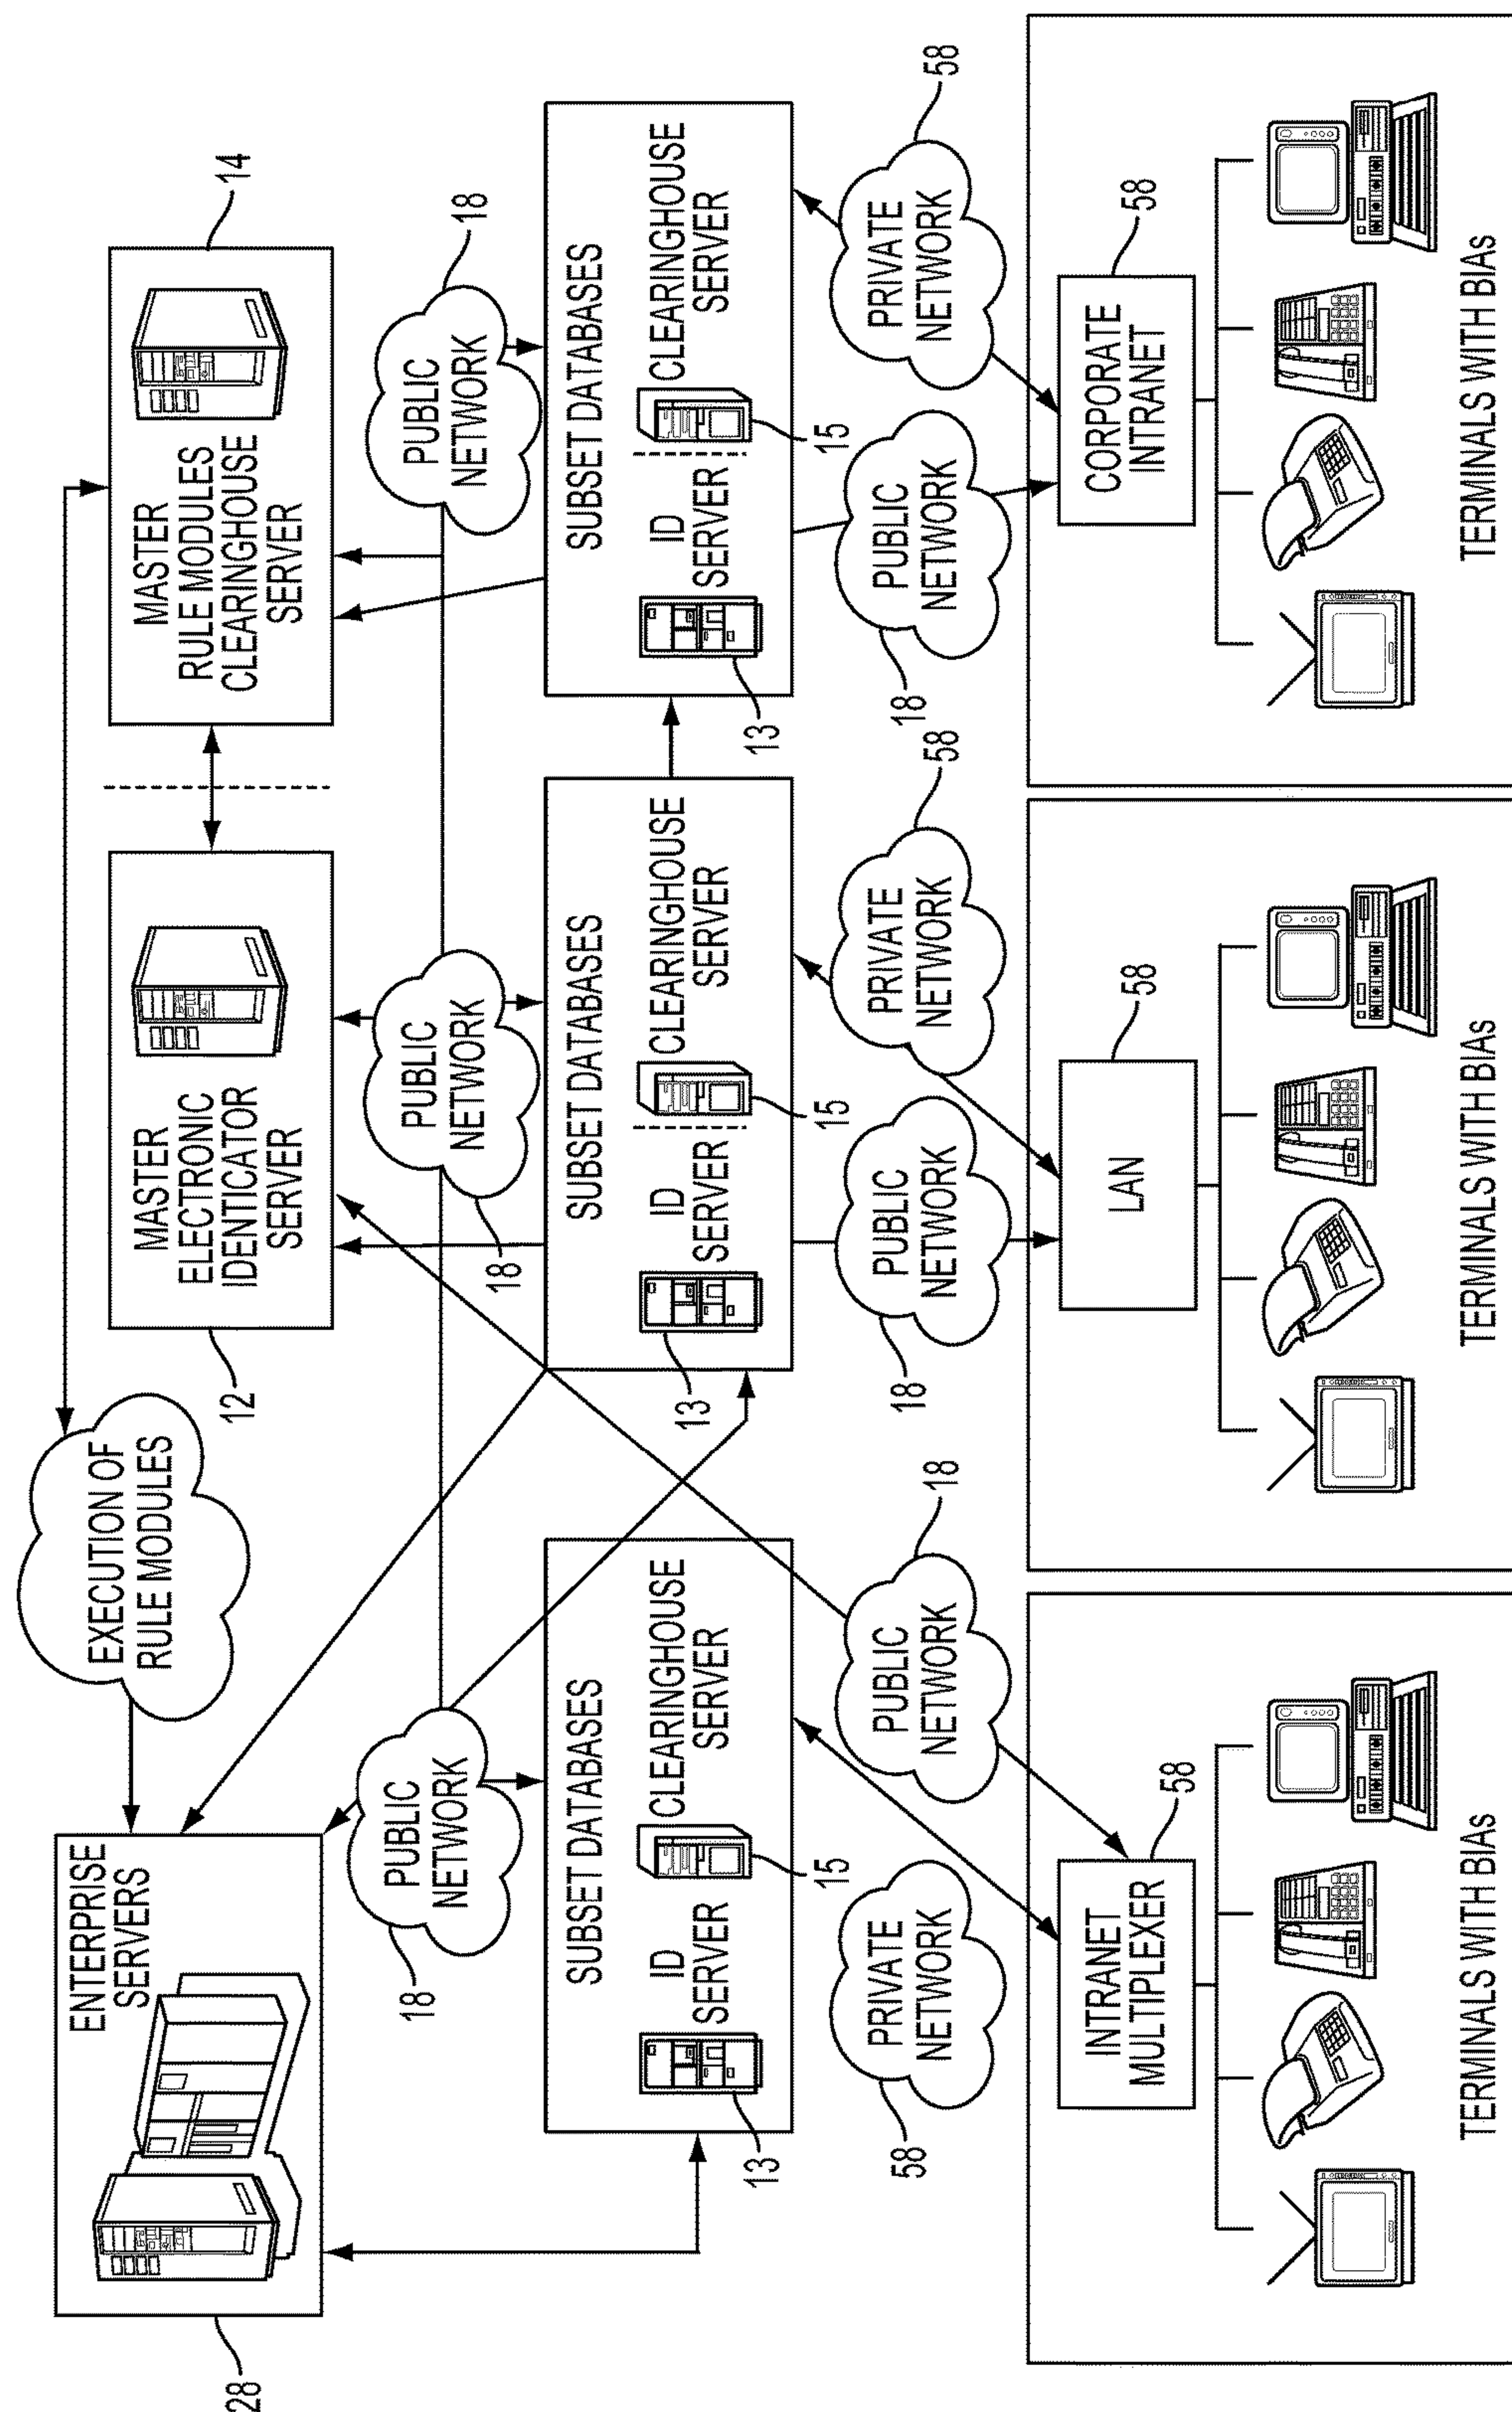 28
ENTERPRISE
SERVERS
EXECUTION OF
RULE MODULES
12
MASTER
ELECTRONIC
IDENTICATOR
SERVER
MASTER
RULE MODULES
CLEARINGHOUSE
SERVER
14
18
PUBLIC
NETWORK
18
PUBLIC
NETWORK
PUBLIC
NETWORK
18
SUBSET DATABASES
ID
SERVER
CLEARINGHOUSE
SERVER
13
15
SUBSET DATABASES
ID
SERVER
CLEARINGHOUSE
SERVER
13
15
SUBSET DATABASES
ID
SERVER
CLEARINGHOUSE
SERVER
13
15
58
PRIVATE
NETWORK
PUBLIC
NETWORK
18
18
PUBLIC
NETWORK
PRIVATE
NETWORK
58
18
PUBLIC
NETWORK
PRIVATE
NETWORK
58
INTRANET
MULTIPLEXER
58
LAN
58
CORPORATE
INTRANET
58
TERMINALS WITH BIAs
TERMINALS WITH BIAs
TERMINALS WITH BIAs